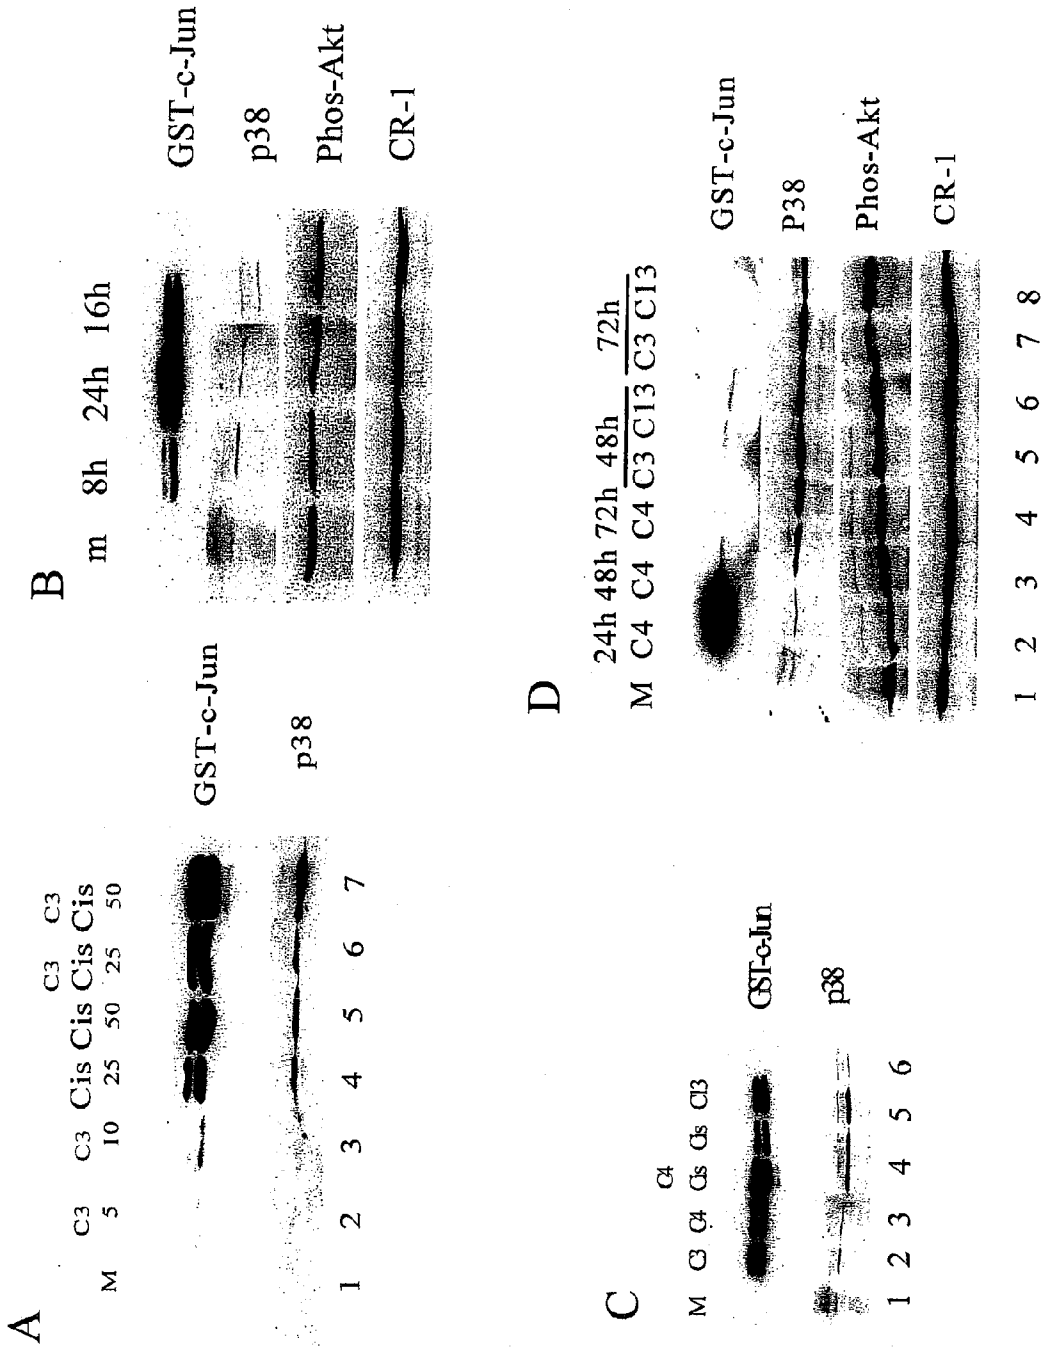 A
C3 C3
C3 C3 Cis Cis Cis Cis
M 5 10 25 50 25 50
GST-c-Jun
p38
1 2 3 4 5 6 7
B
m 8h 24h 16h
GST-c-Jun
p38
Phos-Akt
CR-1
C
C4
M C3 C4 Cis Cis C13
GST-c-Jun
p38
1 2 3 4 5 6
D
24h 48h 72h 48h 72h
M C4 C4 C4 C3 C13 C3 C13
GST-c-Jun
P38
Phos-Akt
CR-1
1 2 3 4 5 6 7 8